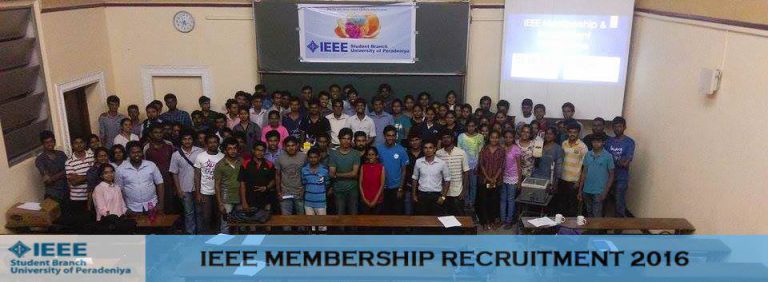 IEEE
Student Branch
University of Peradeniya
IEEE Membership &
IEEE
Student Branch
University of Peradeniya
IEEE MEMBERSHIP RECRUITMENT 2016